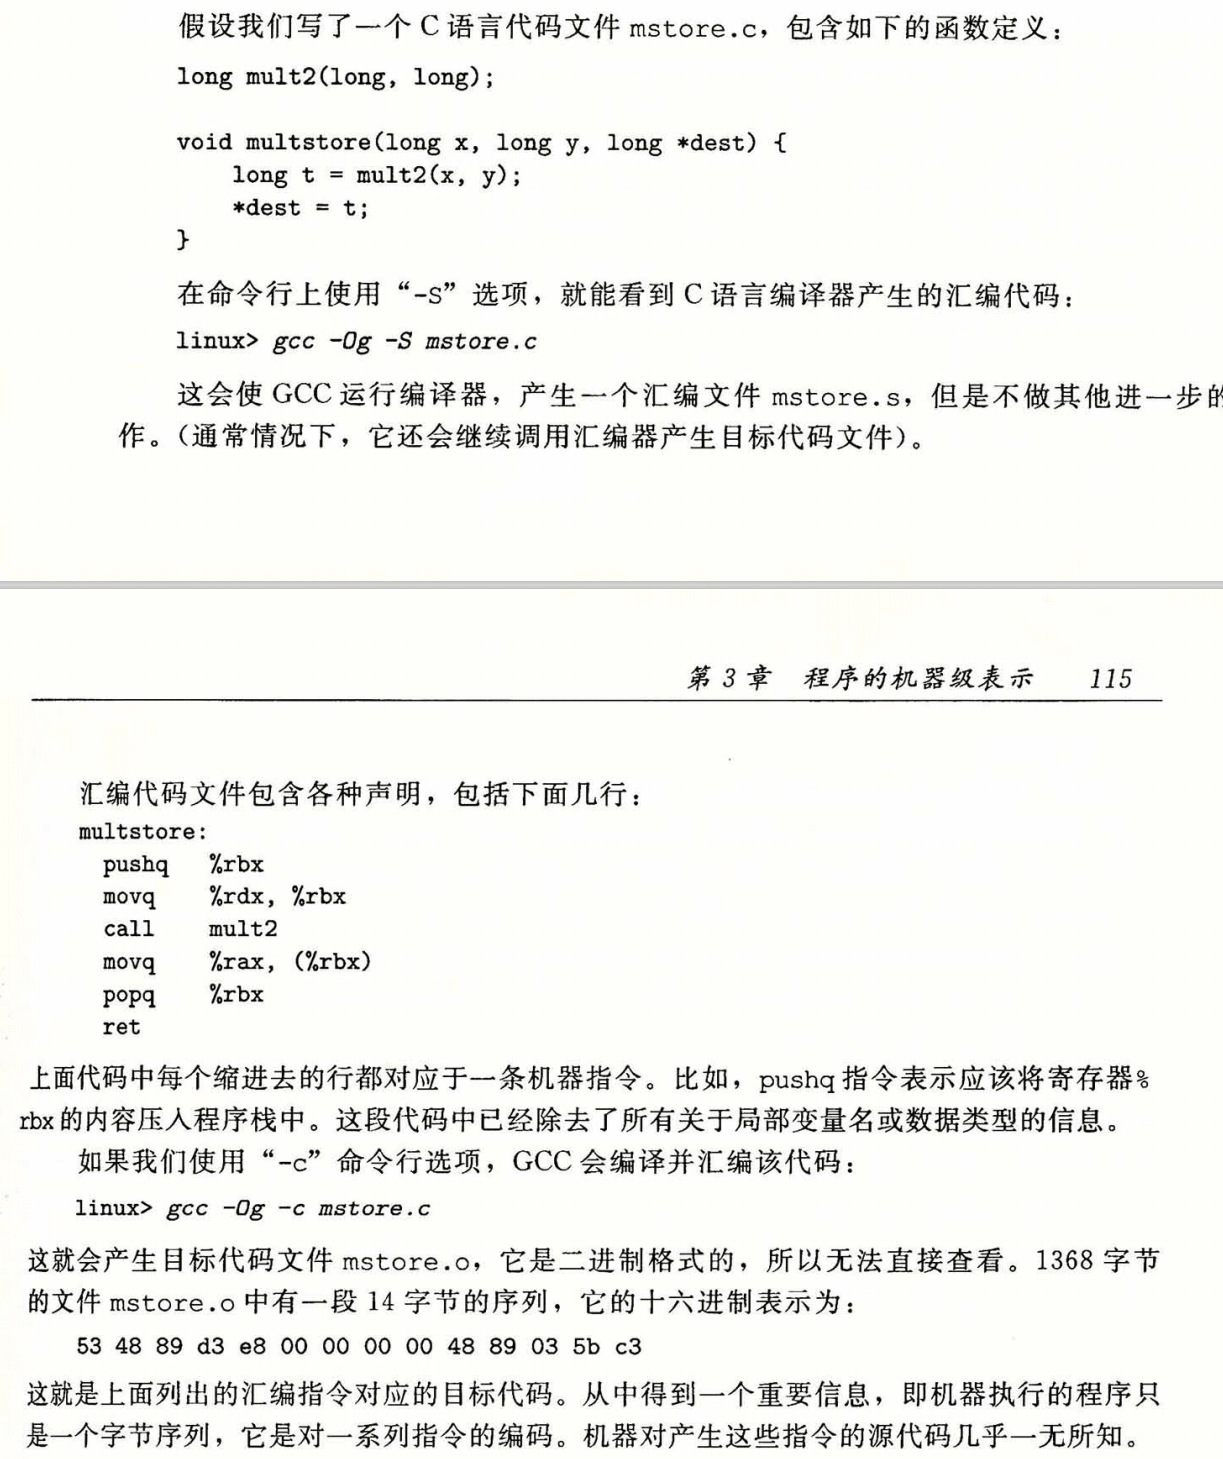 假设我们写了一个 C 语言代码文件 mstore.c，包含如下的函数定义：
long mult2(long, long);
void multstore(long x, long y, long *dest) {
    long t = mult2(x, y);
    *dest = t;
}
在命令行上使用“-S”选项，就能看到 C 语言编译器产生的汇编代码：
linux> gcc -Og -S mstore.c
这会使 GCC 运行编译器，产生一个汇编文件 mstore.s，但是不做其他进一步的
作。（通常情况下，它还会继续调用汇编器产生目标代码文件）。
第 3 章 程序的机器级表示 115
汇编代码文件包含各种声明，包括下面几行：
multstore:
  pushq   %rbx
  movq    %rdx, %rbx
  call    mult2
  movq    %rax, (%rbx)
  popq    %rbx
  ret
上面代码中每个缩进去的行都对应于一条机器指令。比如，pushq 指令表示应该将寄存器%
rbx 的内容压入程序栈中。这段代码中已经除去了所有关于局部变量名或数据类型的信息。
如果我们使用“-c”命令行选项，GCC 会编译并汇编该代码：
linux> gcc -Og -c mstore.c
这就会产生目标代码文件 mstore.o，它是二进制格式的，所以无法直接查看。1368 字节
的文件 mstore.o 中有一段 14 字节的序列，它的十六进制表示为：
53 48 89 d3 e8 00 00 00 00 48 89 03 5b c3
这就是上面列出的汇编指令对应的目标代码。从中得到一个重要信息，即机器执行的程序只
是一个字节序列，它是对一系列指令的编码。机器对产生这些指令的源代码几乎一无所知。